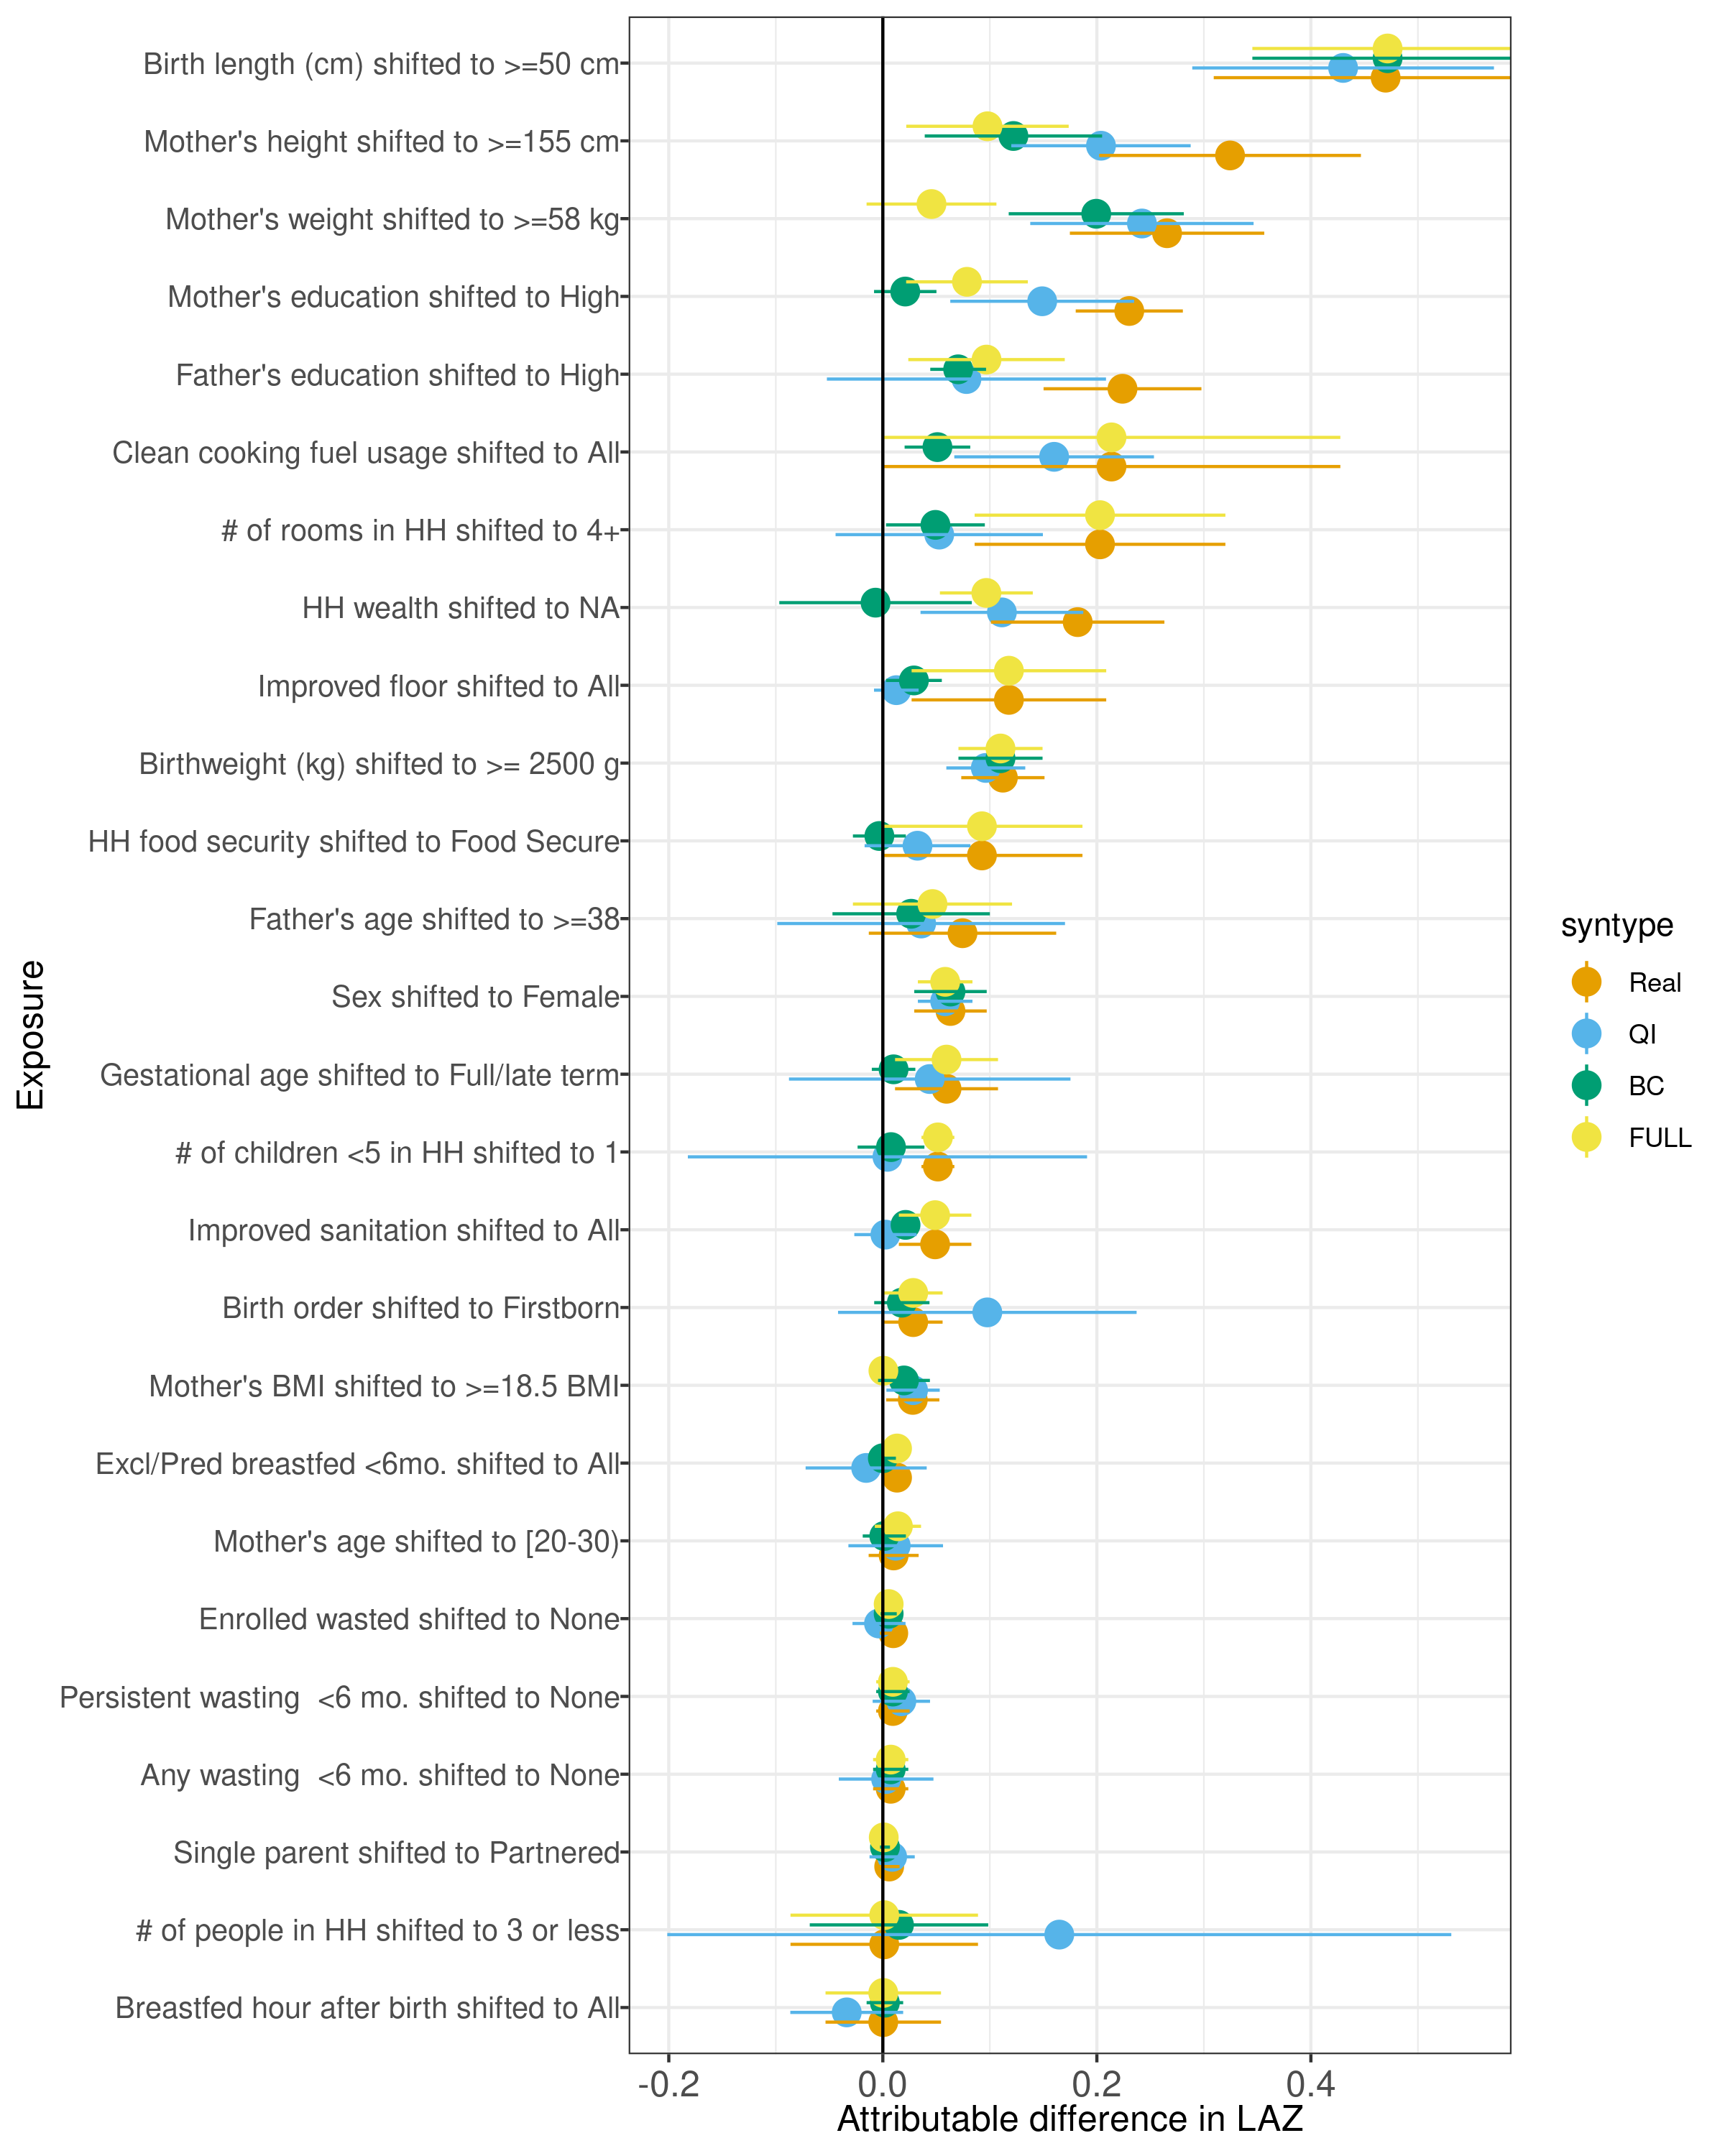 Birth length (cm) shifted to >=50 cm
Mother's height shifted to >=155 cm
Mother's weight shifted to >=58 kg
Mother's education shifted to High
Father's education shifted to High
Clean cooking fuel usage shifted to All
# of rooms in HH shifted to 4+
HH wealth shifted to NA
Improved floor shifted to All
Birthweight (kg) shifted to >= 2500 g
HH food security shifted to Food Secure
Father's age shifted to >=38
Sex shifted to Female
Gestational age shifted to Full/late term
# of children <5 in HH shifted to 1
Improved sanitation shifted to All
Birth order shifted to Firstborn
Mother's BMI shifted to >=18.5 BMI
Excl/Pred breastfed <6mo. shifted to All
Mother's age shifted to [20-30)
Enrolled wasted shifted to None
Persistent wasting  <6 mo. shifted to None
Any wasting  <6 mo. shifted to None
Single parent shifted to Partnered
# of people in HH shifted to 3 or less
Breastfed hour after birth shifted to All
Exposure
-0.2 0.0 0.2 0.4
Attributable difference in LAZ
syntype
Real
QI
BC
FULL